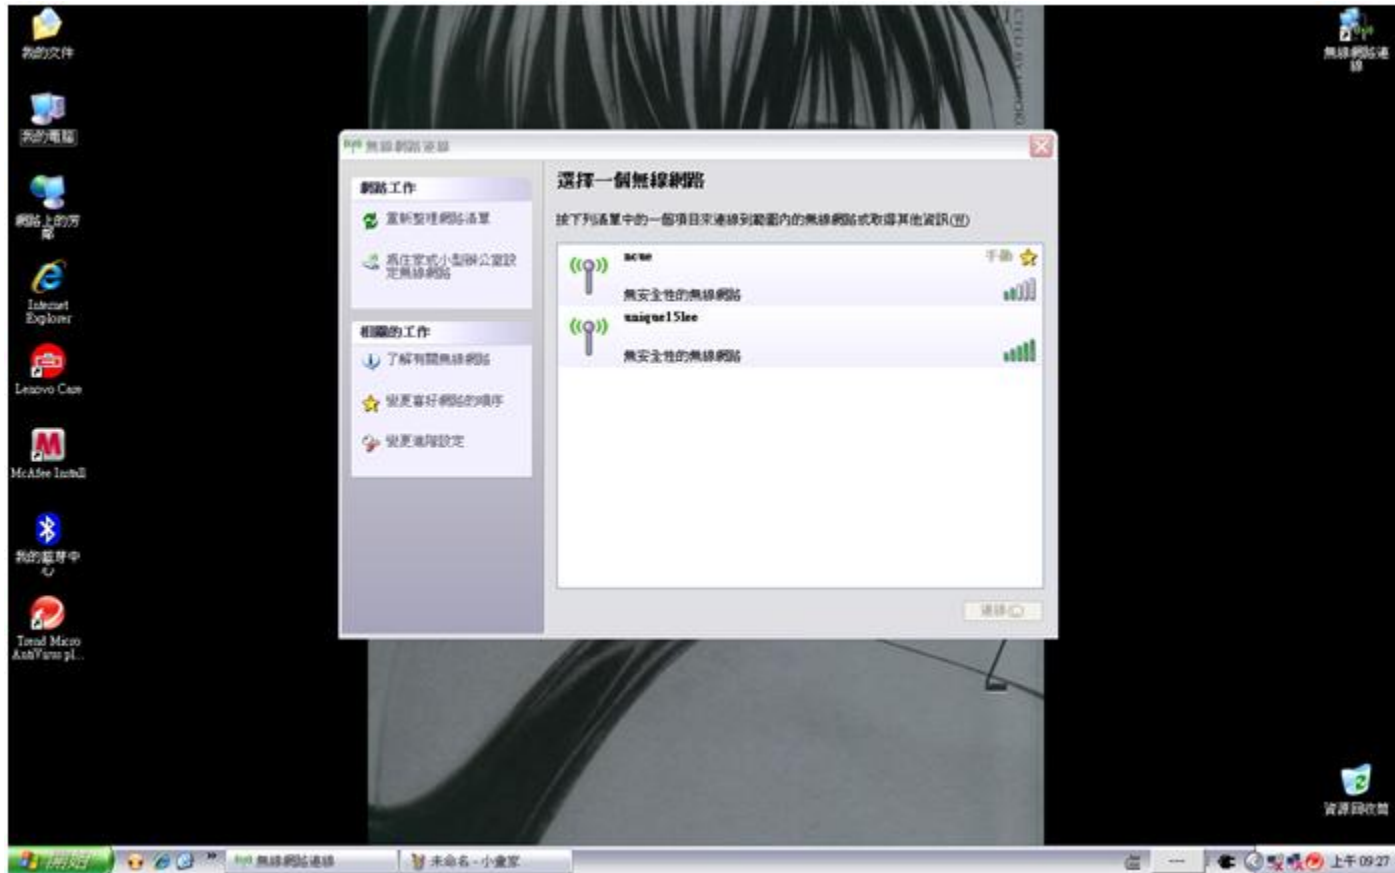 我的文件
我的電腦
網路上的芳
鄰
Internet
Explorer
Lenovo Care
McAfee Install
我的藍芽中
心
Trend Micro
AntiVirus pl...
無線網路連
線
資源回收筒
無線網路連線
網路工作
重新整理網路清單
為住家或小型辦公室設
定無線網路
相關的工作
了解有關無線網路
變更喜好網路的順序
變更進階設定
選擇一個無線網路
按下列清單中的一個項目來連線到範圍內的無線網路或取得其他資訊(W)
ncue
手動
無安全性的無線網路
unique15lee
無安全性的無線網路
連線(C)
開始
無線網路連線
未命名 - 小畫家
上午 09:27